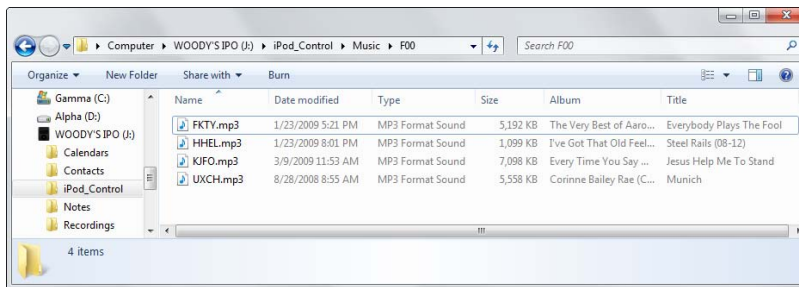 Computer ▸ WOODY'S IPO (J:) ▸ iPod_Control ▸ Music ▸ F00
Search F00
Organize New Folder Share with Burn
Gamma (C:)
Alpha (D:)
WOODY'S IPO (J:)
Calendars
Contacts
iPod_Control
Notes
Recordings
Name Date modified Type Size Album Title
FKTY.mp3 1/23/2009 5:21 PM MP3 Format Sound 5,192 KB The Very Best of Aaro... Everybody Plays The Fool
HHEL.mp3 1/23/2009 8:01 PM MP3 Format Sound 1,099 KB I've Got That Old Feel... Steel Rails (08-12)
KJFO.mp3 3/9/2009 11:53 AM MP3 Format Sound 7,098 KB Every Time You Say ... Jesus Help Me To Stand
UXCH.mp3 8/28/2008 8:55 AM MP3 Format Sound 5,558 KB Corinne Bailey Rae (C... Munich
4 items